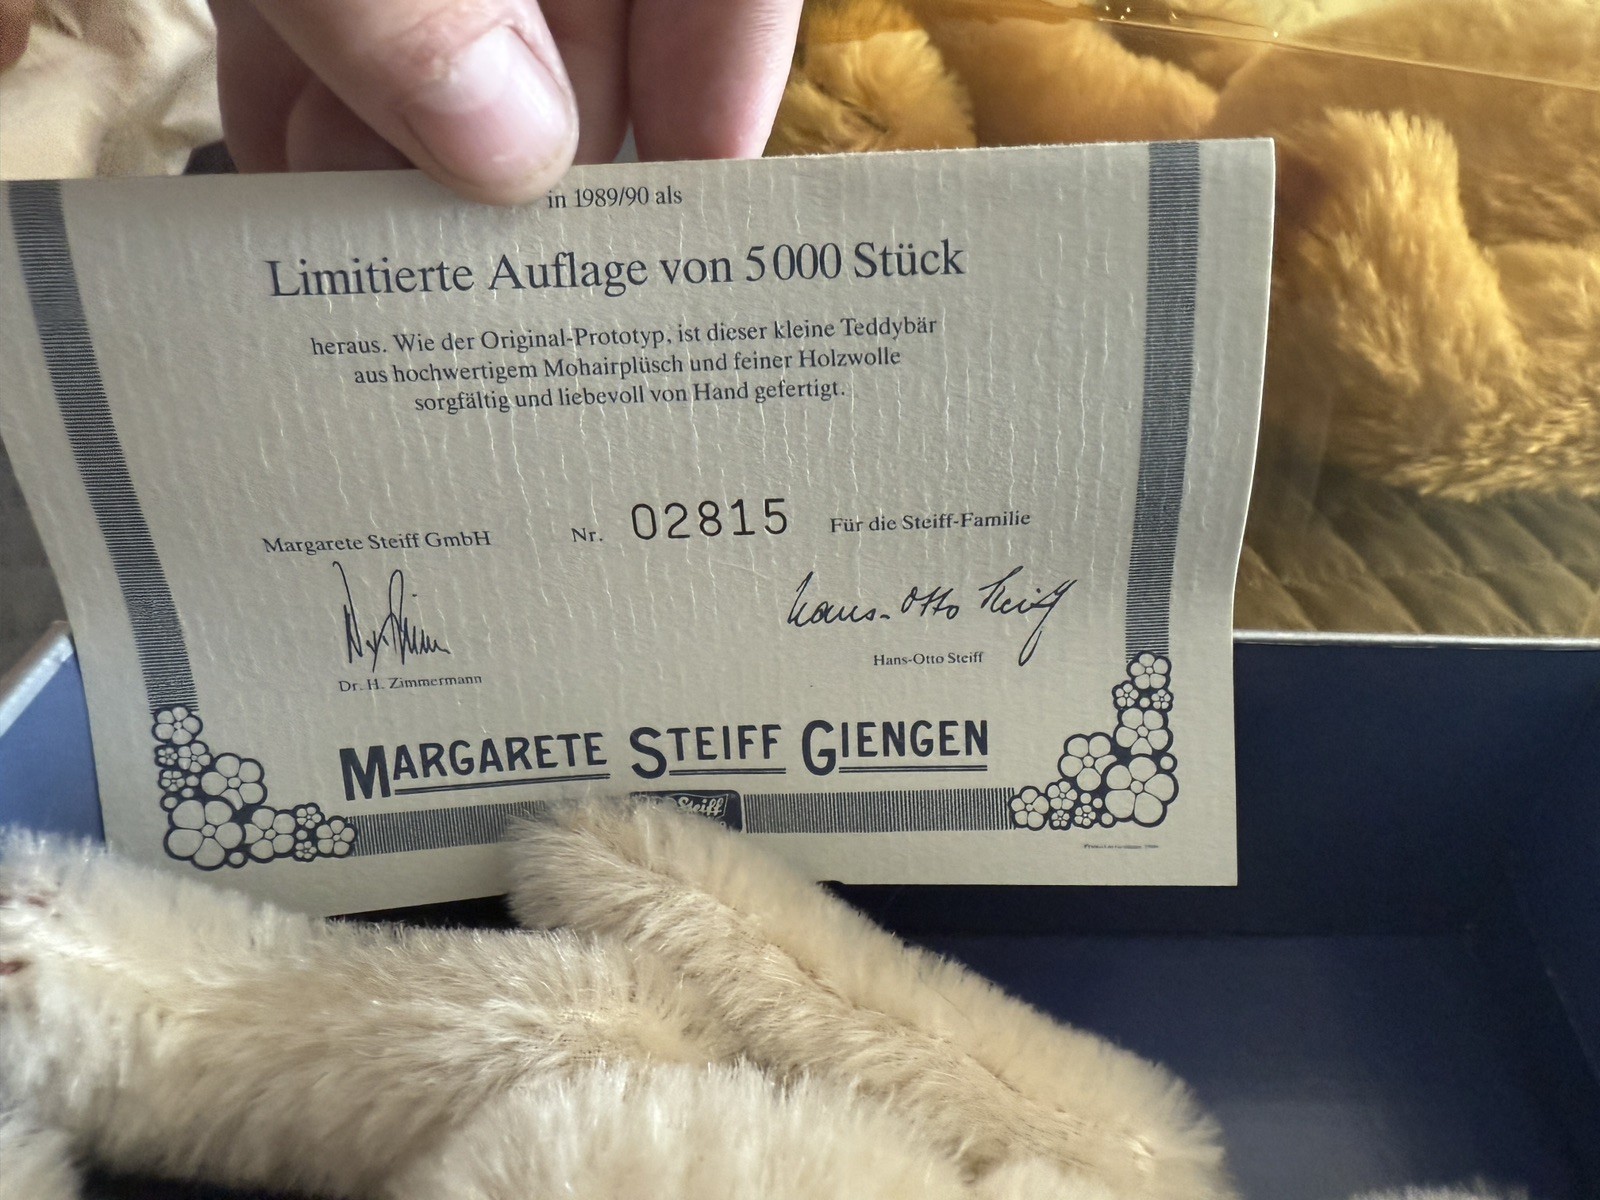 in 1989/90 als
Limitierte Auflage von 5000 Stück
heraus. Wie der Original-Prototyp, ist dieser kleine Teddybär
aus hochwertigem Mohairplüsch und feiner Holzwolle
sorgfältig und liebevoll von Hand gefertigt.
Margarete Steiff GmbH Nr. 02815 Für die Steiff-Familie
Hans-Otto Steiff
Dr. H. Zimmermann Hans-Otto Steiff
MARGARETE STEIFF GIENGEN
Steiff